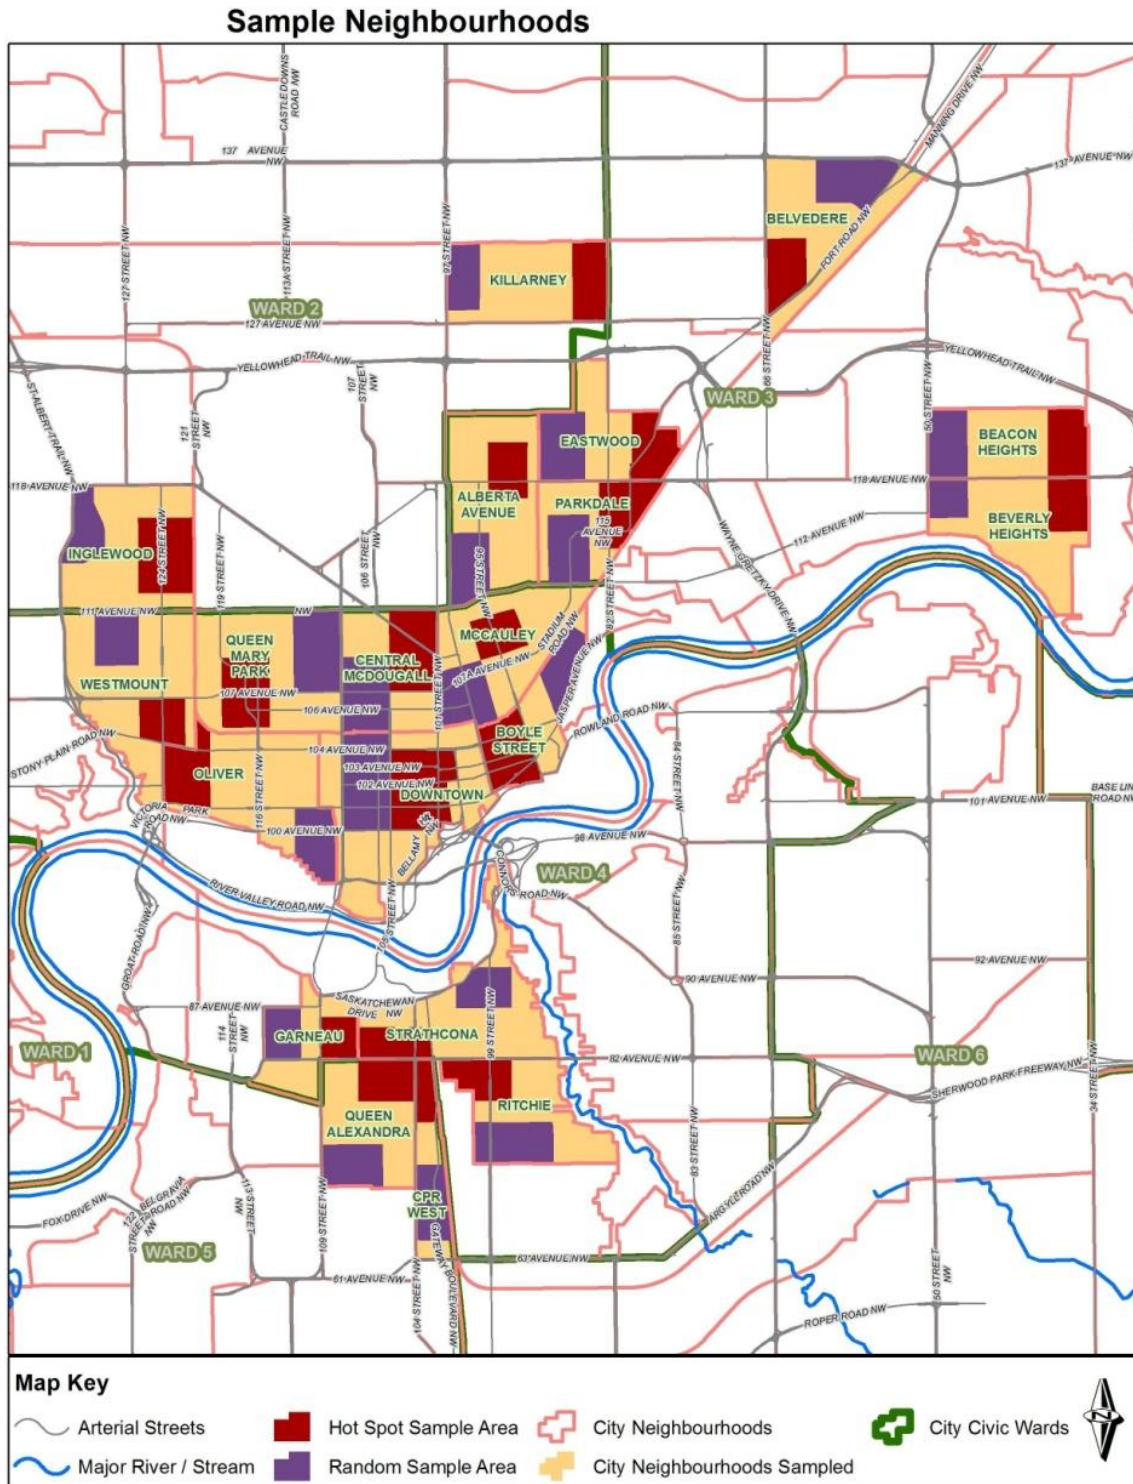 Sample Neighbourhoods
CASTLEDOWNS
ROAD NW
MANNING DRIVE NW
137 AVENUE
NW
137 AVENUE NW
127 STREET NW
113A STREET NW
97 STREET NW
BELVEDERE
FORT ROAD NW
KILLARNEY
WARD 2
127 AVENUE NW
66 STREET NW
YELLOWHEAD TRAIL NW
YELLOWHEAD TRAIL NW
107
STREET
NW
ST ALBERT TRAIL NW
121
STREET
NW
WARD 3
50 STREET NW
EASTWOOD
BEACON
HEIGHTS
118 AVENUE NW
118 AVENUE NW
ALBERTA
AVENUE
PARKDALE
115
AVENUE
NW
112 AVENUE NW
BEVERLY
HEIGHTS
INGLEWOOD
124 STREET NW
119 STREET NW
106 STREET
NW
95 STREET NW
WAYNE GRETZKY DRIVE NW
82 STREET NW
111 AVENUE NW
NW
QUEEN
MARY
PARK
MCCAULEY
STADIUM
ROAD NW
CENTRAL
MCDOUGALL
107A AVENUE NW
JASPER AVENUE NW
WESTMOUNT
107 AVENUE NW
106 AVENUE NW
101 STREET NW
ROWLAND ROAD NW
BOYLE
STREET
STONY PLAIN ROAD NW
104 AVENUE NW
103 AVENUE NW
102 AVENUE NW
84 STREET NW
OLIVER
DOWNTOWN
116 STREET NW
VICTORIA PARK
ROAD NW
100 AVENUE NW
BELLAMY
NW
101 AVENUE NW
BASE LIN
ROAD NW
98 AVENUE NW
CONNORS ROAD NW
WARD 4
RIVER VALLEY ROAD NW
105 STREET NW
85 STREET NW
GROAT ROAD NW
92 AVENUE NW
90 AVENUE NW
87 AVENUE NW
SASKATCHEWAN
DRIVE NW
114
STREET
NW
GARNEAU
STRATHCONA
99 STREET NW
WARD 1
82 AVENUE NW
WARD 6
SHERWOOD PARK FREEWAY NW
34 STREET NW
RITCHIE
QUEEN
ALEXANDRA
83 STREET NW
CPR
WEST
ARGYLL ROAD NW
FOX DRIVE NW
122
STREET
NW
BELGRAVIA
ROAD NW
113 STREET
NW
109 STREET NW
WARD 5
63 AVENUE NW
61 AVENUE NW
104 STREET NW
GATEWAY BOULEVARD NW
50 STREET
NW
ROPER ROAD NW
Map Key
Arterial Streets
Hot Spot Sample Area
City Neighbourhoods
City Civic Wards
Major River / Stream
Random Sample Area
City Neighbourhoods Sampled
N